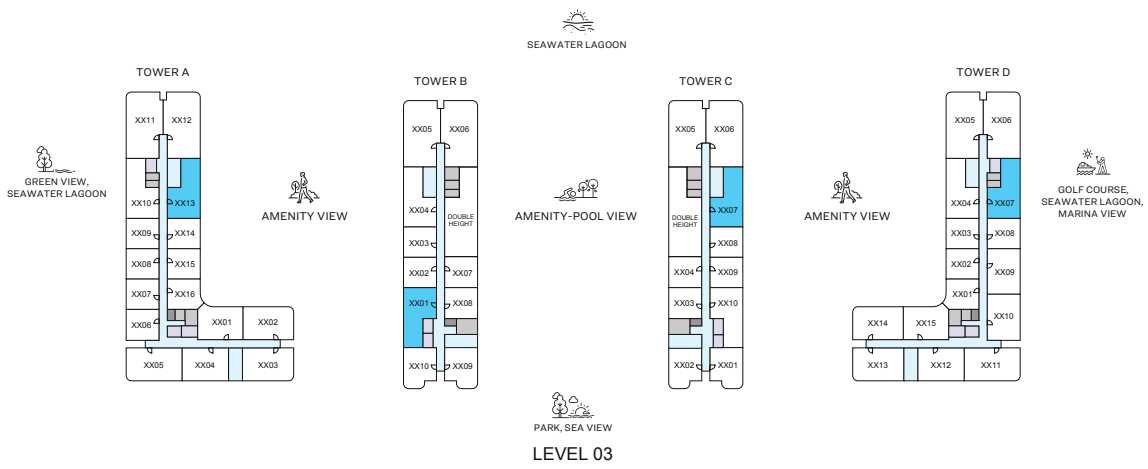 SEAWATER LAGOON
TOWER A
TOWER B
TOWER C
TOWER D
XX11
XX12
XX05
XX06
XX05
XX06
XX05
XX06
GREEN VIEW,
SEAWATER LAGOON
AMENITY VIEW
AMENITY-POOL VIEW
AMENITY VIEW
GOLF COURSE,
SEAWATER LAGOON,
MARINA VIEW
XX10
XX13
XX09
XX14
XX08
XX15
XX07
XX16
XX06
XX01
XX02
XX05
XX04
XX03
XX04
DOUBLE
HEIGHT
XX03
XX02
XX07
XX01
XX08
XX10
XX09
XX07
DOUBLE
HEIGHT
XX08
XX04
XX09
XX03
XX10
XX02
XX01
XX04
XX07
XX03
XX08
XX02
XX09
XX01
XX10
XX14
XX15
XX13
XX12
XX11
PARK, SEA VIEW
LEVEL 03